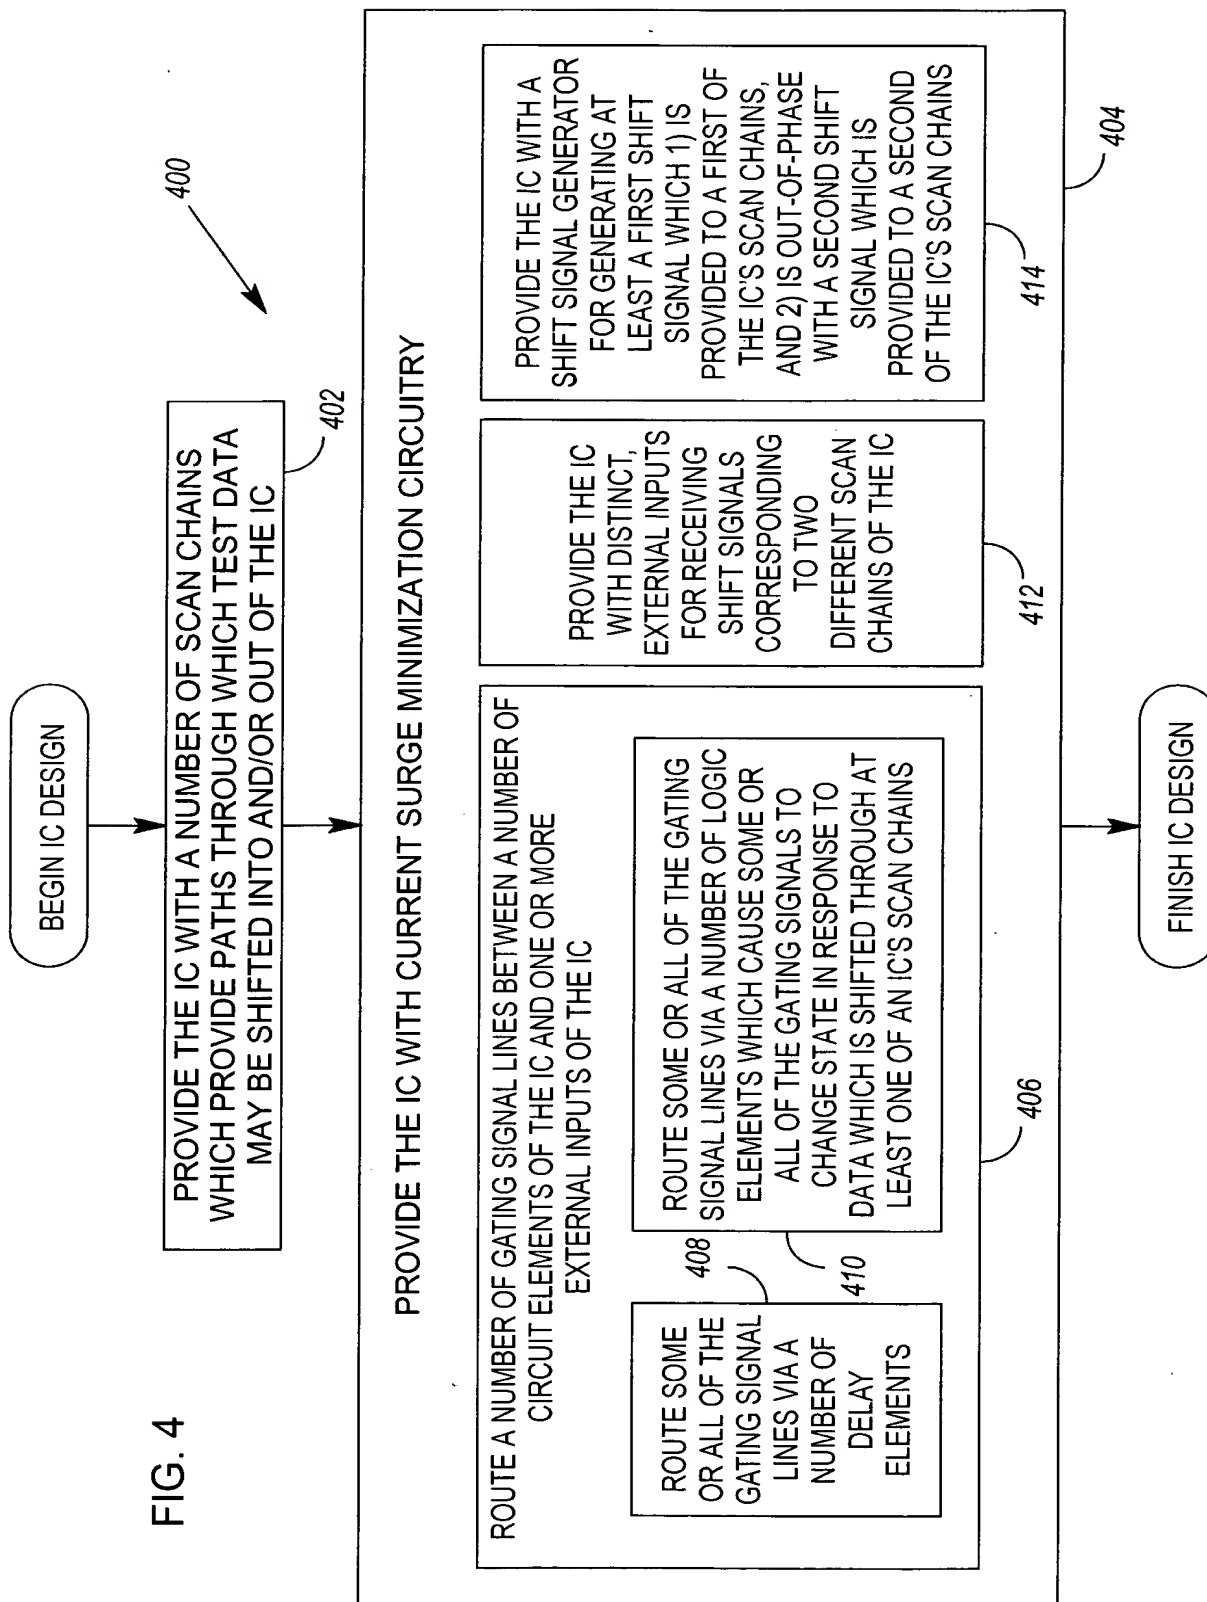 FIG. 4
400
BEGIN IC DESIGN
PROVIDE THE IC WITH A NUMBER OF SCAN CHAINS
WHICH PROVIDE PATHS THROUGH WHICH TEST DATA
MAY BE SHIFTED INTO AND/OR OUT OF THE IC
402
PROVIDE THE IC WITH CURRENT SURGE MINIMIZATION CIRCUITRY
ROUTE A NUMBER OF GATING SIGNAL LINES BETWEEN A NUMBER OF
CIRCUIT ELEMENTS OF THE IC AND ONE OR MORE
EXTERNAL INPUTS OF THE IC
ROUTE SOME
OR ALL OF THE
GATING SIGNAL
LINES VIA A
NUMBER OF
DELAY
ELEMENTS
408
ROUTE SOME OR ALL OF THE GATING
SIGNAL LINES VIA A NUMBER OF LOGIC
ELEMENTS WHICH CAUSE SOME OR
ALL OF THE GATING SIGNALS TO
CHANGE STATE IN RESPONSE TO
DATA WHICH IS SHIFTED THROUGH AT
LEAST ONE OF AN IC'S SCAN CHAINS
410
406
PROVIDE THE IC
WITH DISTINCT,
EXTERNAL INPUTS
FOR RECEIVING
SHIFT SIGNALS
CORRESPONDING
TO TWO
DIFFERENT SCAN
CHAINS OF THE IC
412
PROVIDE THE IC WITH A
SHIFT SIGNAL GENERATOR
FOR GENERATING AT
LEAST A FIRST SHIFT
SIGNAL WHICH 1) IS
PROVIDED TO A FIRST OF
THE IC'S SCAN CHAINS,
AND 2) IS OUT-OF-PHASE
WITH A SECOND SHIFT
SIGNAL WHICH IS
PROVIDED TO A SECOND
OF THE IC'S SCAN CHAINS
414
404
FINISH IC DESIGN